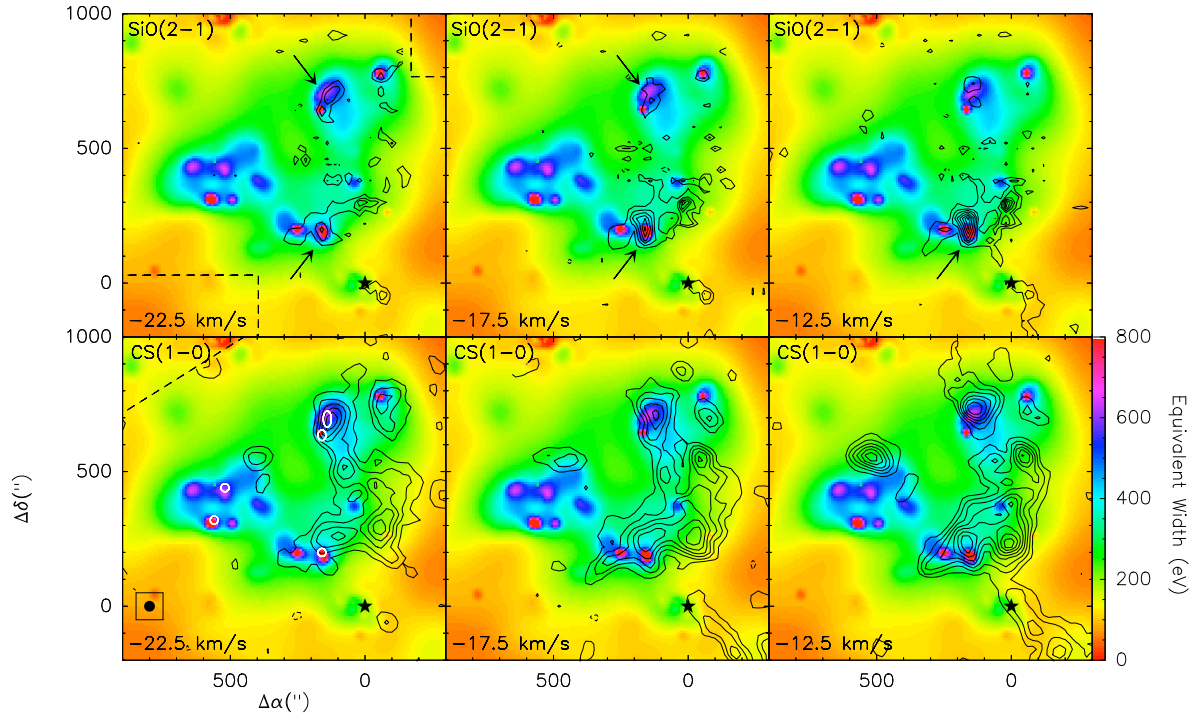 SiO(2−1) SiO(2−1) SiO(2−1)
1000
500
0
−22.5 km/s −17.5 km/s −12.5 km/s
CS(1−0) CS(1−0) CS(1−0)
1000 800
600
500
400
200
0
−22.5 km/s −17.5 km/s −12.5 km/s
0
500 0 500 0 500 0
Δα('')
Δδ('')
Equivalent Width (eV)